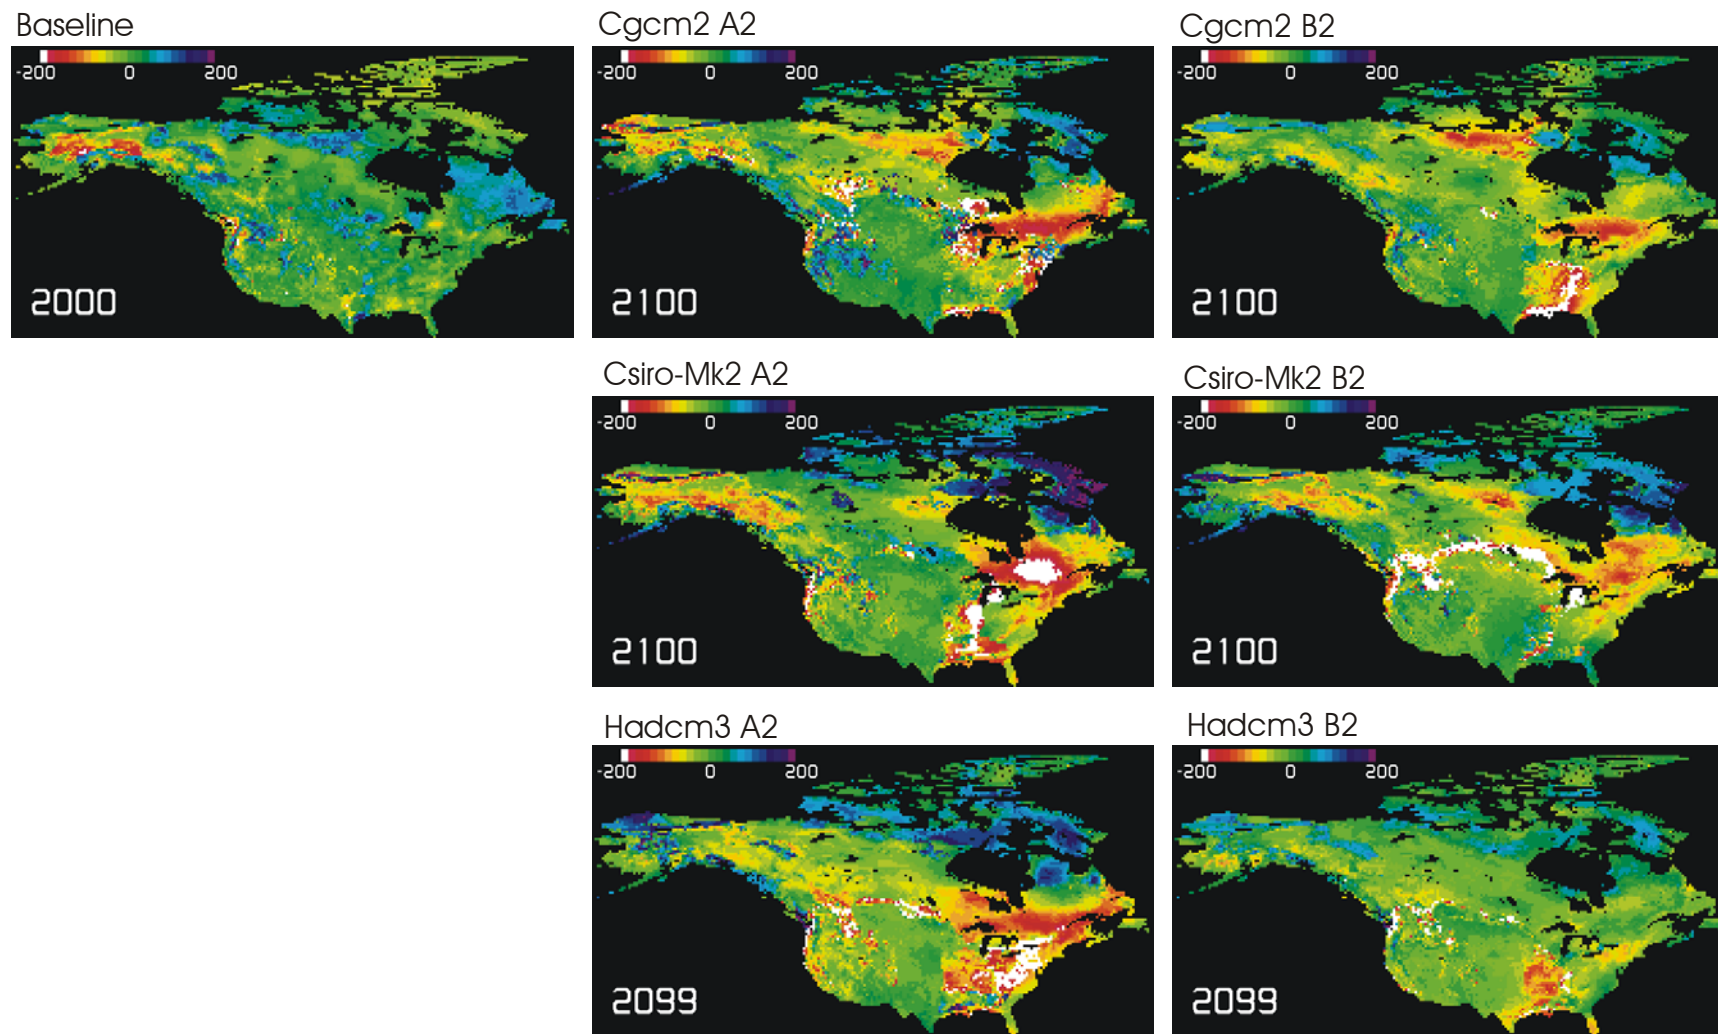 Baseline
Cgcm2 A2
Cgcm2 B2
-200 0 200
-200 0 200
-200 0 200
2000
2100
2100
Csiro-Mk2 A2
Csiro-Mk2 B2
-200 0 200
-200 0 200
2100
2100
Hadcm3 A2
Hadcm3 B2
-200 0 200
-200 0 200
2099
2099